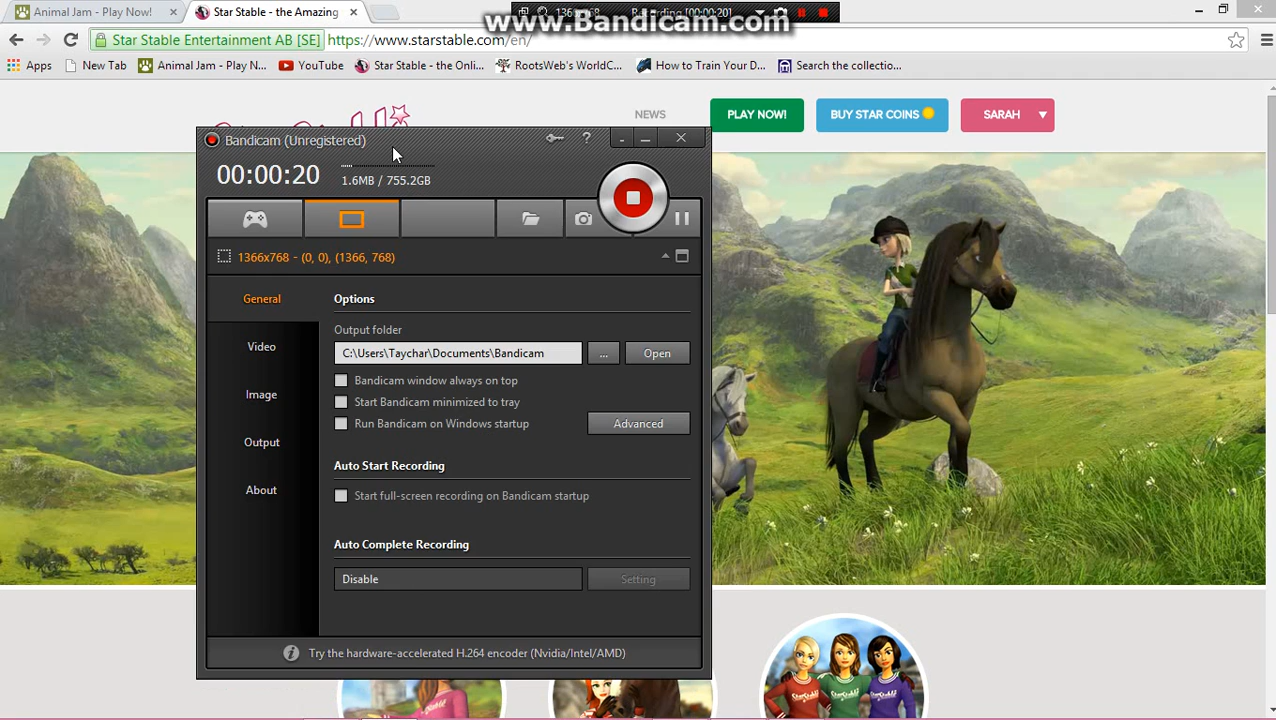 Animal Jam - Play Now!
Star Stable - the Amazing
1366x768
Recording [00:00:20]
www.Bandicam.com
Star Stable Entertainment AB [SE]
https://www.starstable.com/en/
Apps
New Tab
Animal Jam - Play N...
YouTube
Star Stable - the Onli...
RootsWeb's WorldC...
How to Train Your D...
Search the collectio...
NEWS
PLAY NOW!
BUY STAR COINS
SARAH
Bandicam (Unregistered)
?
00:00:20
1.6MB / 755.2GB
1366x768 - (0, 0), (1366, 768)
General
Video
Image
Output
About
Options
Output folder
C:\Users\Taychar\Documents\Bandicam
...
Open
Bandicam window always on top
Start Bandicam minimized to tray
Run Bandicam on Windows startup
Advanced
Auto Start Recording
Start full-screen recording on Bandicam startup
Auto Complete Recording
Disable
Setting
Try the hardware-accelerated H.264 encoder (Nvidia/Intel/AMD)